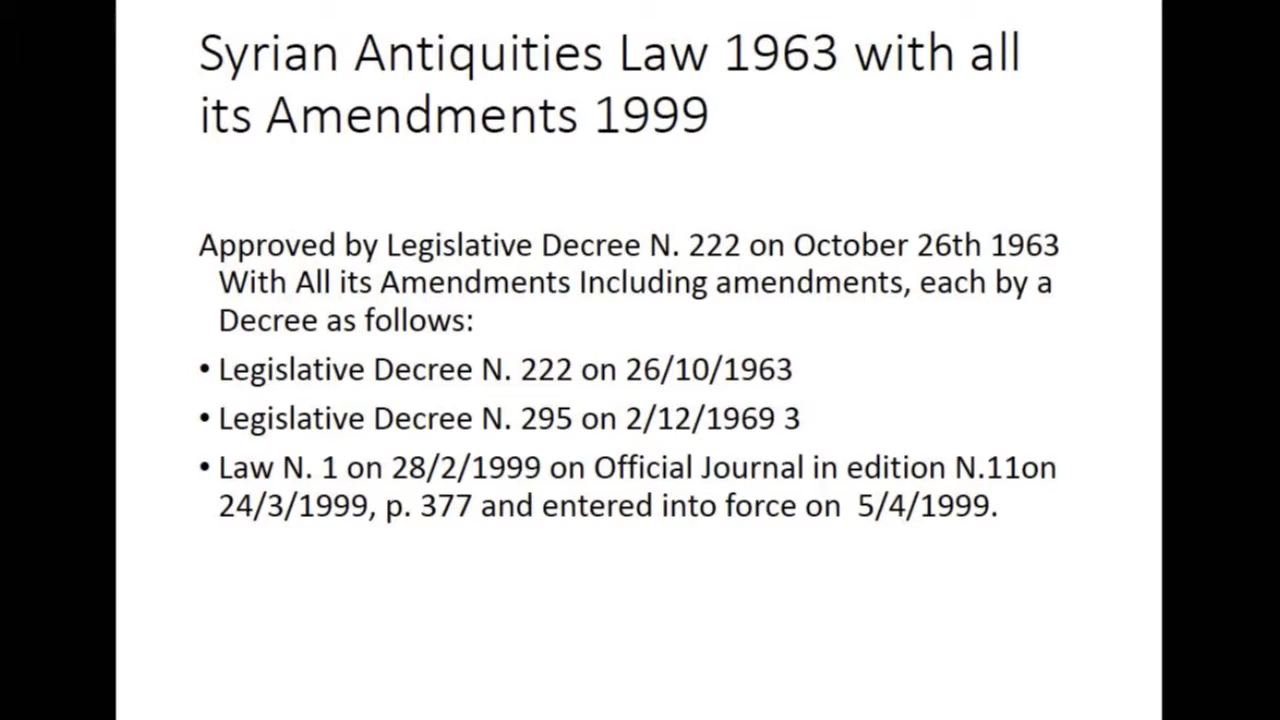 Syrian Antiquities Law 1963 with all
its Amendments 1999
Approved by Legislative Decree N. 222 on October 26th 1963
With All its Amendments Including amendments, each by a
Decree as follows:
• Legislative Decree N. 222 on 26/10/1963
• Legislative Decree N. 295 on 2/12/1969 3
• Law N. 1 on 28/2/1999 on Official Journal in edition N.11on
24/3/1999, p. 377 and entered into force on  5/4/1999.